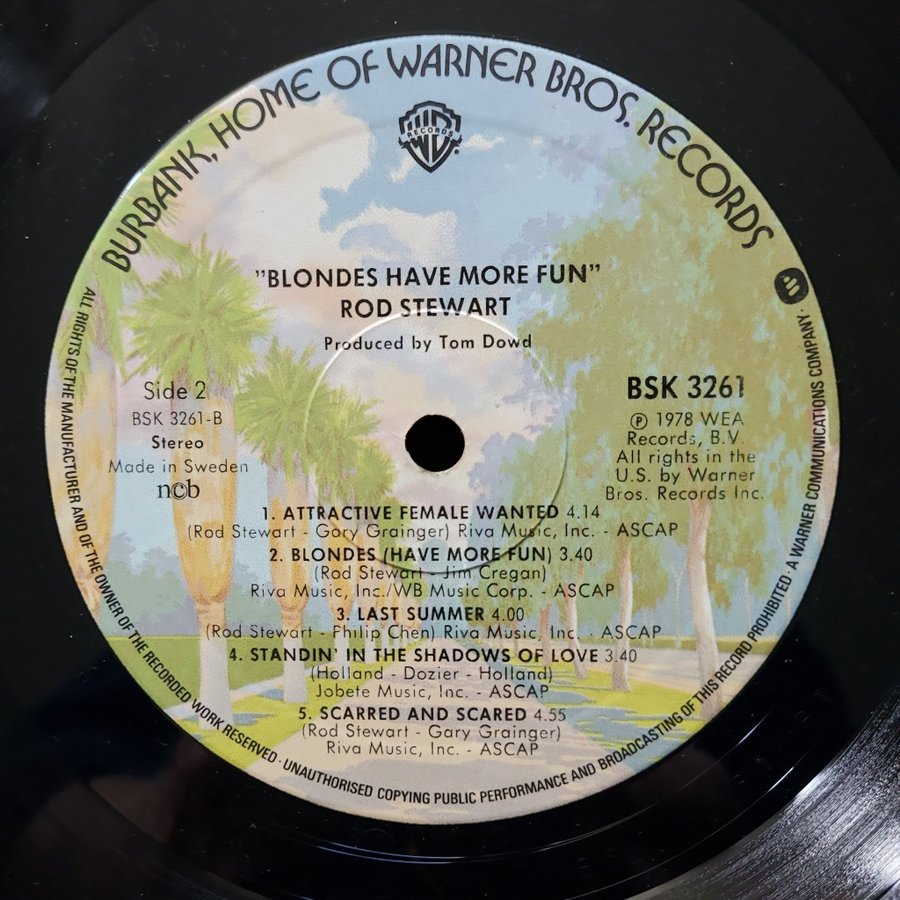 BURBANK, HOME OF WARNER BROS. RECORDS
RECORDS
"BLONDES HAVE MORE FUN"
ROD STEWART
Produced by Tom Dowd
Side 2
BSK 3261-B
Stereo
Made in Sweden
ncb
BSK 3261
Ⓟ 1978 WEA
Records, B.V.
All rights in the
U.S. by Warner
Bros. Records Inc.
1. ATTRACTIVE FEMALE WANTED 4.14
(Rod Stewart - Gary Grainger) Riva Music, Inc. - ASCAP
2. BLONDES (HAVE MORE FUN) 3.40
(Rod Stewart - Jim Cregan)
Riva Music, Inc./WB Music Corp. - ASCAP
3. LAST SUMMER 4.00
(Rod Stewart - Philip Chen) Riva Music, Inc. - ASCAP
4. STANDIN' IN THE SHADOWS OF LOVE 3.40
(Holland - Dozier - Holland)
Jobete Music, Inc. - ASCAP
5. SCARRED AND SCARED 4.55
(Rod Stewart - Gary Grainger)
Riva Music, Inc. - ASCAP
ALL RIGHTS OF THE MANUFACTURER AND OF THE OWNER OF THE RECORDED WORK RESERVED · UNAUTHORISED COPYING PUBLIC PERFORMANCE AND BROADCASTING OF THIS RECORD PROHIBITED · A WARNER COMMUNICATIONS COMPANY ·